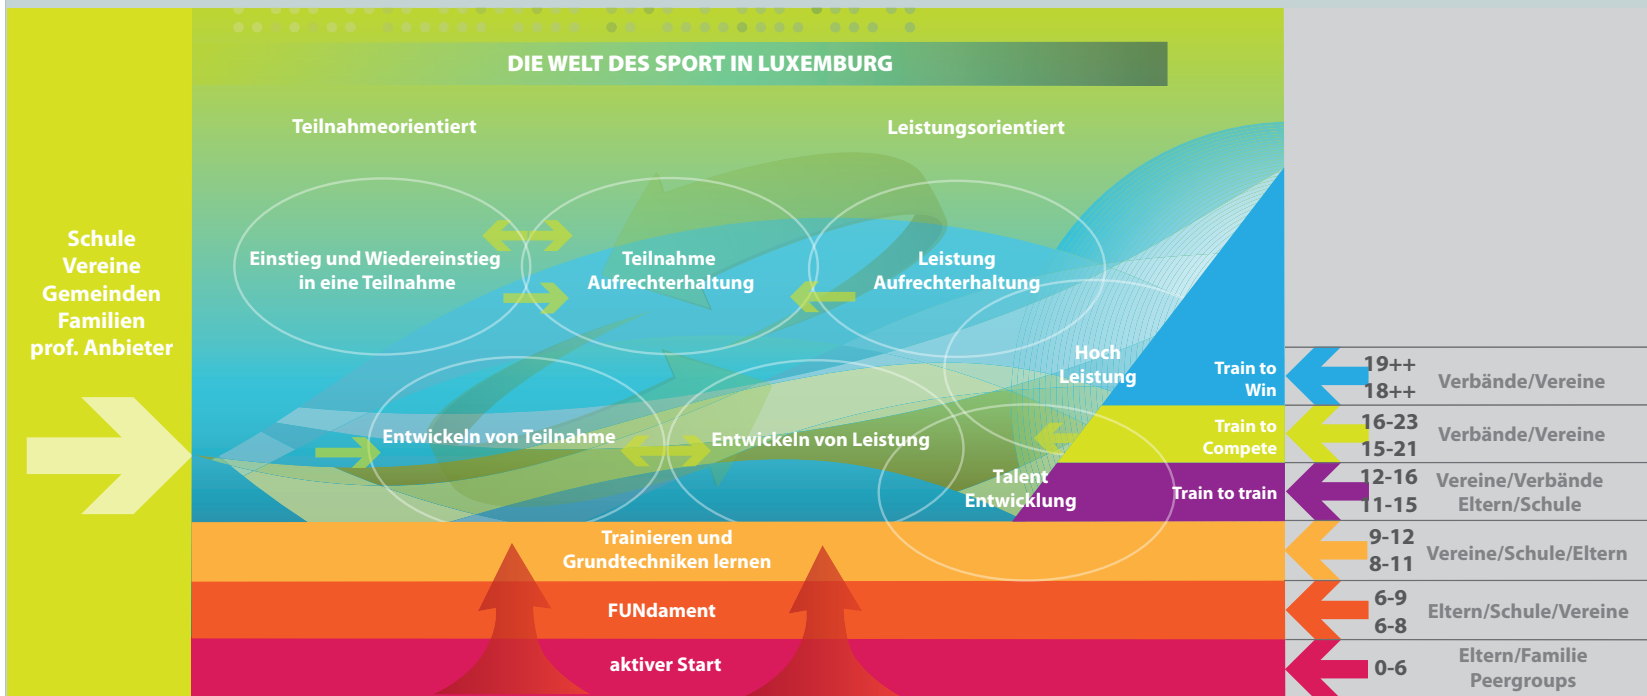 DIE WELT DES SPORT IN LUXEMBURG
Teilnahmeorientiert
Leistungsorientiert
Schule
Vereine
Gemeinden
Familien
prof. Anbieter
Einstieg und Wiedereinstieg
in eine Teilnahme
Teilnahme
Aufrechterhaltung
Leistung
Aufrechterhaltung
Hoch
Leistung
Entwickeln von Teilnahme
Entwickeln von Leistung
Talent
Entwicklung
Train to
Win
19++
18++
Verbände/Vereine
Train to
Compete
16-23
15-21
Verbände/Vereine
Train to train
12-16
11-15
Vereine/Verbände
Eltern/Schule
Trainieren und
Grundtechniken lernen
9-12
8-11
Vereine/Schule/Eltern
FUNdament
6-9
6-8
Eltern/Schule/Vereine
aktiver Start
0-6
Eltern/Familie
Peergroups